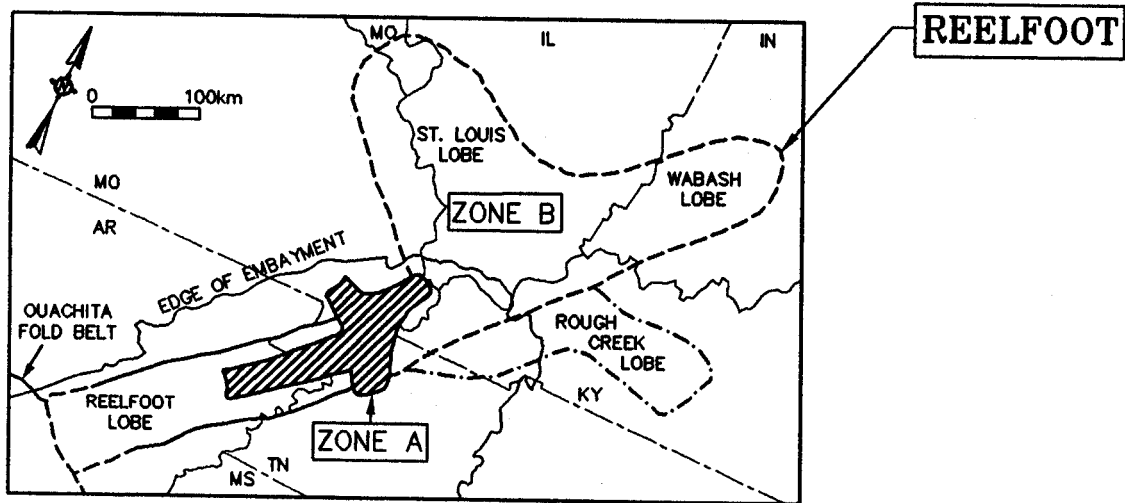 REELFOOT
MO
IL
IN
0
100km
ST. LOUIS
LOBE
WABASH
LOBE
MO
AR
ZONE B
EDGE OF EMBAYMENT
OUACHITA
FOLD BELT
ROUGH
CREEK
LOBE
REELFOOT
LOBE
KY
ZONE A
MS
TN